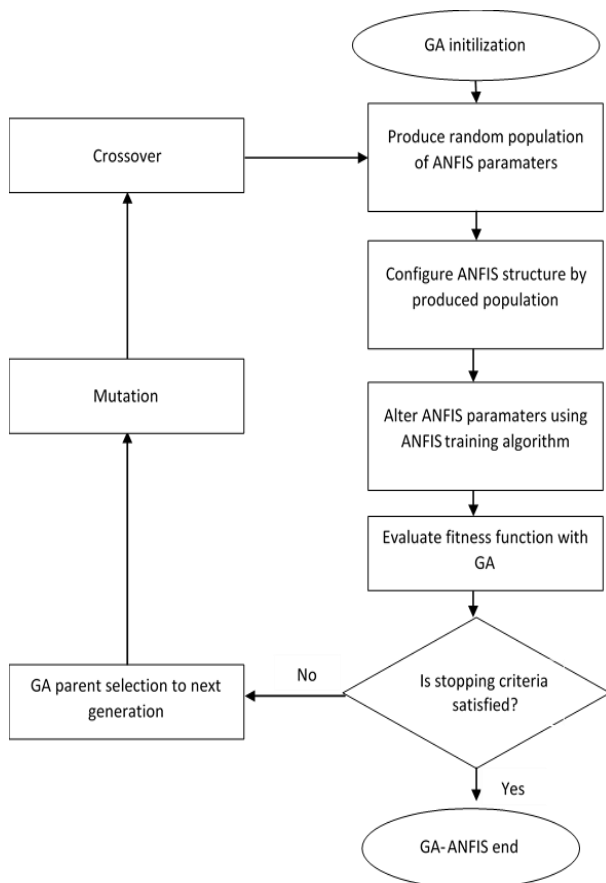 GA initilization
Produce random population
of ANFIS paramaters
Crossover
Configure ANFIS structure by
produced population
Mutation
Alter ANFIS paramaters using
ANFIS training algorithm
Evaluate fitness function with
GA
Is stopping criteria
satisfied?
No
GA parent selection to next
generation
Yes
GA-ANFIS end